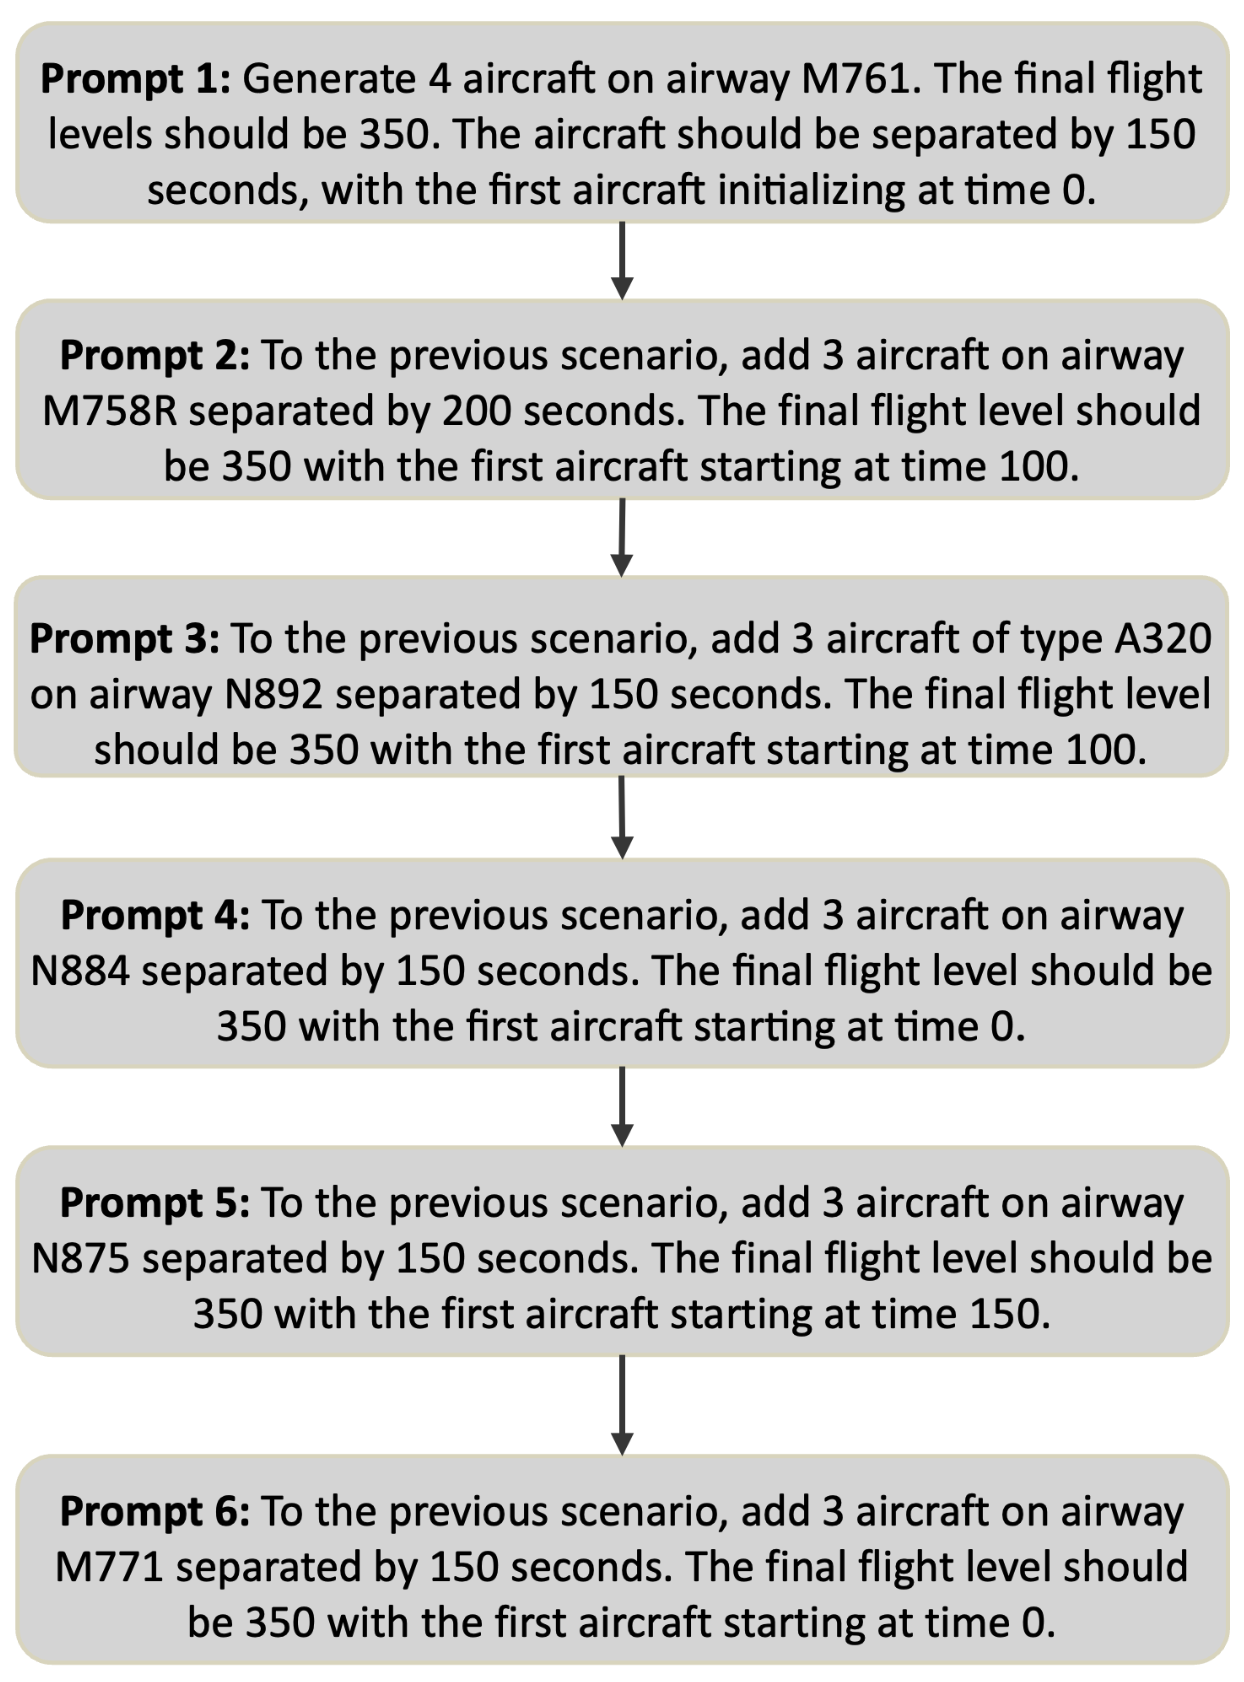 Prompt 1: Generate 4 aircraft on airway M761. The final flight
levels should be 350. The aircraft should be separated by 150
seconds, with the first aircraft initializing at time 0.
Prompt 2: To the previous scenario, add 3 aircraft on airway
M758R separated by 200 seconds. The final flight level should
be 350 with the first aircraft starting at time 100.
Prompt 3: To the previous scenario, add 3 aircraft of type A320
on airway N892 separated by 150 seconds. The final flight level
should be 350 with the first aircraft starting at time 100.
Prompt 4: To the previous scenario, add 3 aircraft on airway
N884 separated by 150 seconds. The final flight level should be
350 with the first aircraft starting at time 0.
Prompt 5: To the previous scenario, add 3 aircraft on airway
N875 separated by 150 seconds. The final flight level should be
350 with the first aircraft starting at time 150.
Prompt 6: To the previous scenario, add 3 aircraft on airway
M771 separated by 150 seconds. The final flight level should
be 350 with the first aircraft starting at time 0.